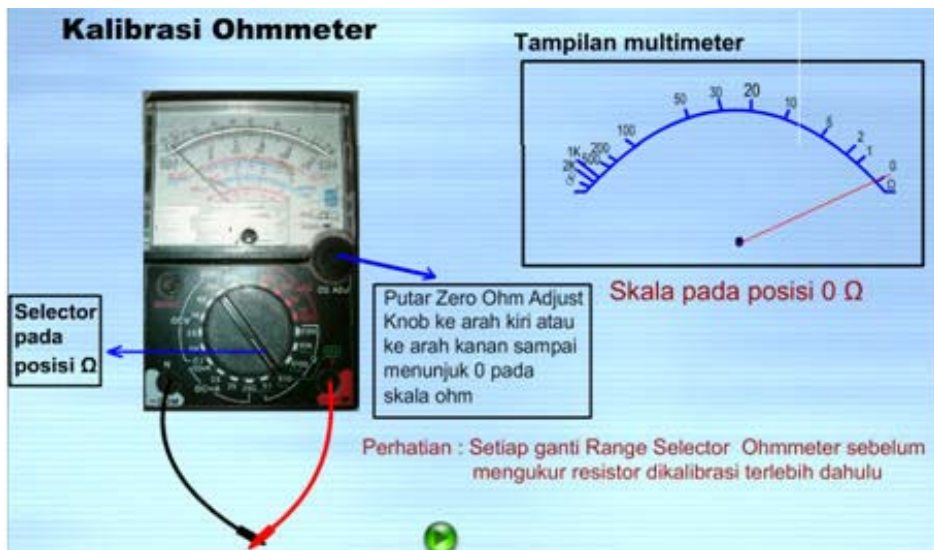 Kalibrasi Ohmmeter
Tampilan multimeter
50
30
20
10
5
2
1
0
Ω
100
200
500
1K
2K
Selector
pada
posisi Ω
Putar Zero Ohm Adjust
Knob ke arah kiri atau
ke arah kanan sampai
menunjuk 0 pada
skala ohm
Skala pada posisi 0 Ω
Perhatian : Setiap ganti Range Selector Ohmmeter sebelum
mengukur resistor dikalibrasi terlebih dahulu